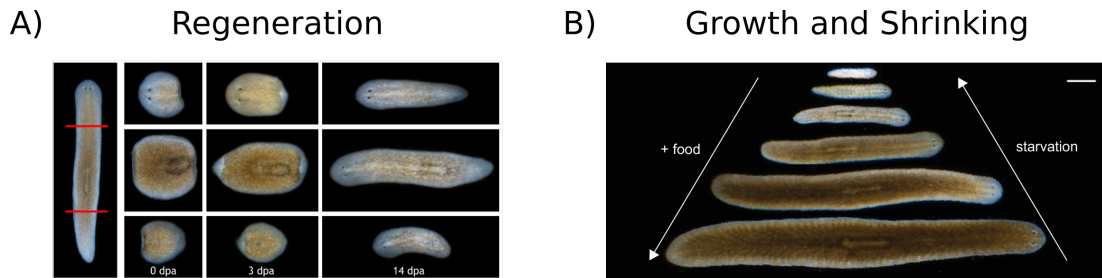 A)
Regeneration
0 dpa
3 dpa
14 dpa
B)
Growth and Shrinking
+ food
starvation